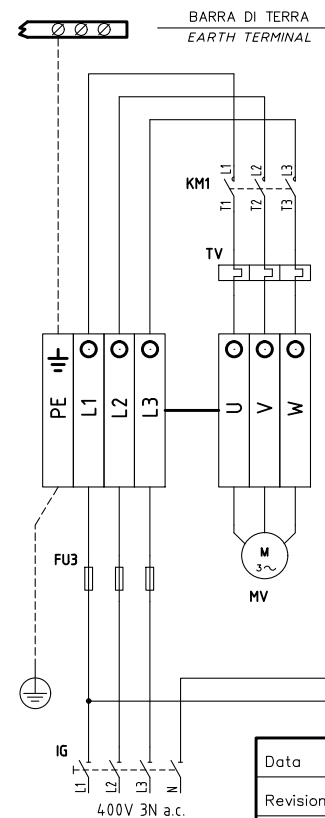 BARRA DI TERRA
EARTH TERMINAL
L1 L2 L3
KM1
T1 T2 T3
TV
PE L1 L2 L3 U V W
FU3
M
3~
MV
IG
L1 L2 L3 N
400V 3N a.c.
Data
Revision